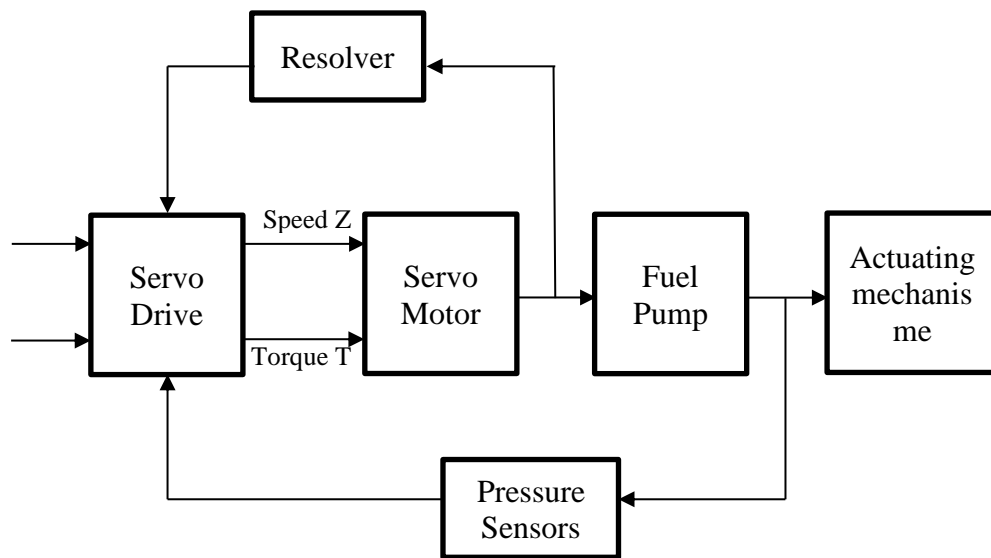 Resolver
Speed Z
Servo
Drive
Torque T
Servo
Motor
Fuel
Pump
Actuating
mechanis
me
Pressure
Sensors